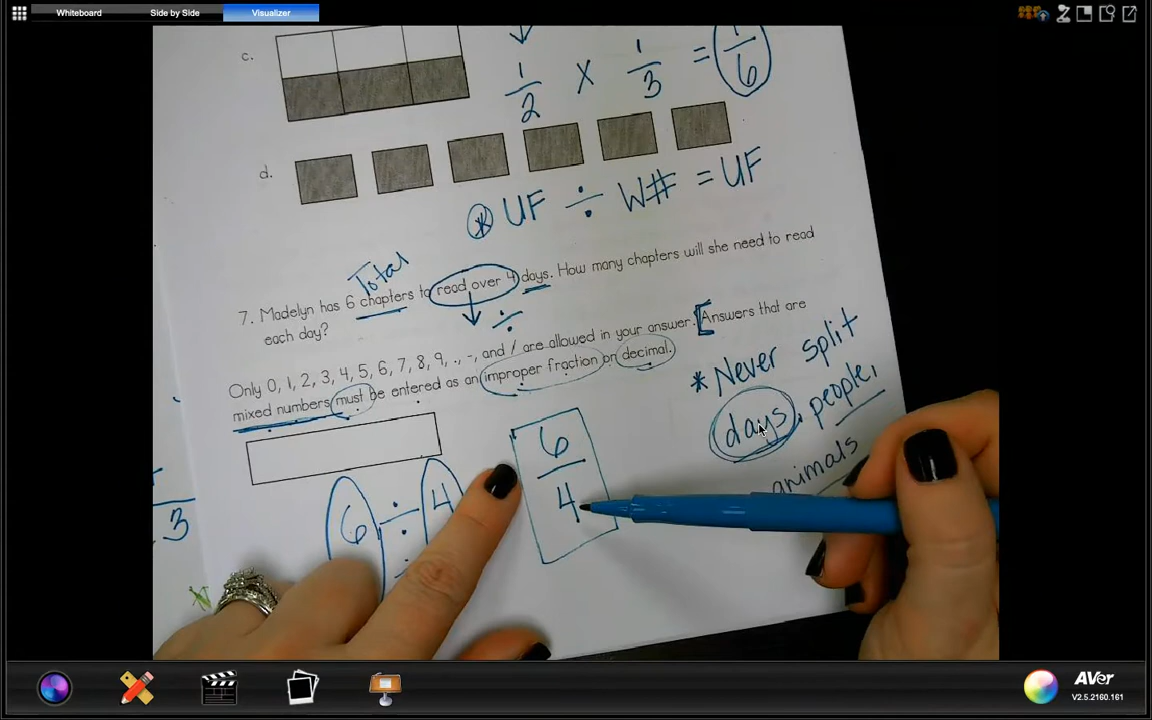 Whiteboard Side by Side Visualizer
c.
1/2 X 1/3 = 1/6
d.
* UF ÷ W# = UF
Total
7. Madelyn has 6 chapters to read over 4 days. How many chapters will she need to read
each day?
÷
Only 0, 1, 2, 3, 4, 5, 6, 7, 8, 9, ., -, and / are allowed in your answer. [Answers that are
mixed numbers must be entered as an improper fraction or decimal.
* Never split
days, people,
animals
6/4
6 ÷ 4
3
AVer
V2.5.2160.161